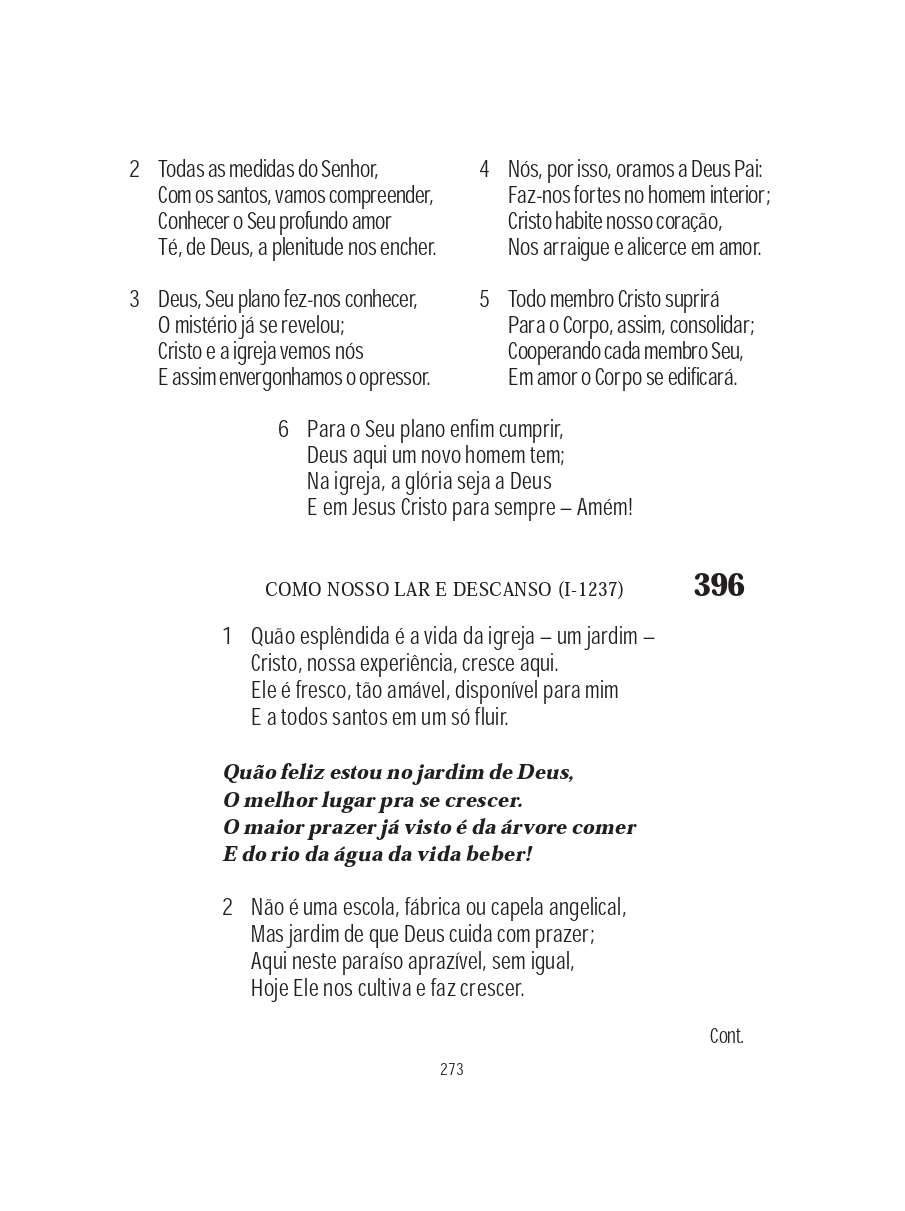 2 Todas as medidas do Senhor,
Com os santos, vamos compreender,
Conhecer o Seu profundo amor
Té, de Deus, a plenitude nos encher.
3 Deus, Seu plano fez-nos conhecer,
O mistério já se revelou;
Cristo e a igreja vemos nós
E assim envergonhamos o opressor.
4 Nós, por isso, oramos a Deus Pai:
Faz-nos fortes no homem interior;
Cristo habite nosso coração,
Nos arraigue e alicerce em amor.
5 Todo membro Cristo suprirá
Para o Corpo, assim, consolidar;
Cooperando cada membro Seu,
Em amor o Corpo se edificará.
6 Para o Seu plano enfim cumprir,
Deus aqui um novo homem tem;
Na igreja, a glória seja a Deus
E em Jesus Cristo para sempre – Amém!
COMO NOSSO LAR E DESCANSO (I-1237) 396
1 Quão esplêndida é a vida da igreja – um jardim –
Cristo, nossa experiência, cresce aqui.
Ele é fresco, tão amável, disponível para mim
E a todos santos em um só fluir.
Quão feliz estou no jardim de Deus,
O melhor lugar pra se crescer.
O maior prazer já visto é da árvore comer
E do rio da água da vida beber!
2 Não é uma escola, fábrica ou capela angelical,
Mas jardim de que Deus cuida com prazer;
Aqui neste paraíso aprazível, sem igual,
Hoje Ele nos cultiva e faz crescer.
Cont.
273